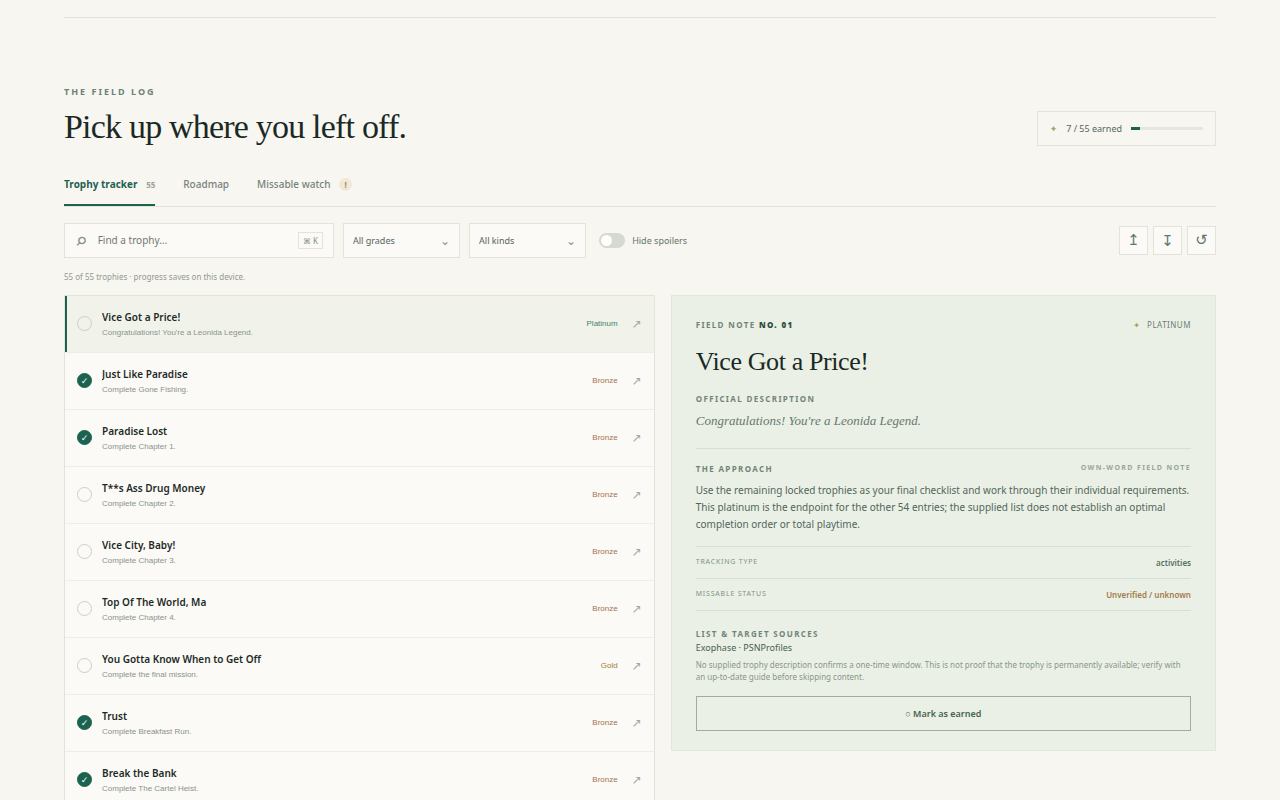 THE FIELD LOG
Pick up where you left off.
✦ 7 / 55 earned
Trophy tracker 55 Roadmap Missable watch !
Find a trophy... ⌘ K All grades All kinds Hide spoilers ↥ ↧ ↺
55 of 55 trophies · progress saves on this device.
Vice Got a Price!
Congratulations! You're a Leonida Legend.
Platinum ↗
Just Like Paradise
Complete Gone Fishing.
Bronze ↗
Paradise Lost
Complete Chapter 1.
Bronze ↗
T**s Ass Drug Money
Complete Chapter 2.
Bronze ↗
Vice City, Baby!
Complete Chapter 3.
Bronze ↗
Top Of The World, Ma
Complete Chapter 4.
Bronze ↗
You Gotta Know When to Get Off
Complete the final mission.
Gold ↗
Trust
Complete Breakfast Run.
Bronze ↗
Break the Bank
Complete The Cartel Heist.
Bronze ↗
FIELD NOTE NO. 01
✦ PLATINUM
Vice Got a Price!
OFFICIAL DESCRIPTION
Congratulations! You're a Leonida Legend.
THE APPROACH
OWN-WORD FIELD NOTE
Use the remaining locked trophies as your final checklist and work through their individual requirements.
This platinum is the endpoint for the other 54 entries; the supplied list does not establish an optimal
completion order or total playtime.
TRACKING TYPE activities
MISSABLE STATUS Unverified / unknown
LIST & TARGET SOURCES
Exophase · PSNProfiles
No supplied trophy description confirms a one-time window. This is not proof that the trophy is permanently available; verify with
an up-to-date guide before skipping content.
○ Mark as earned